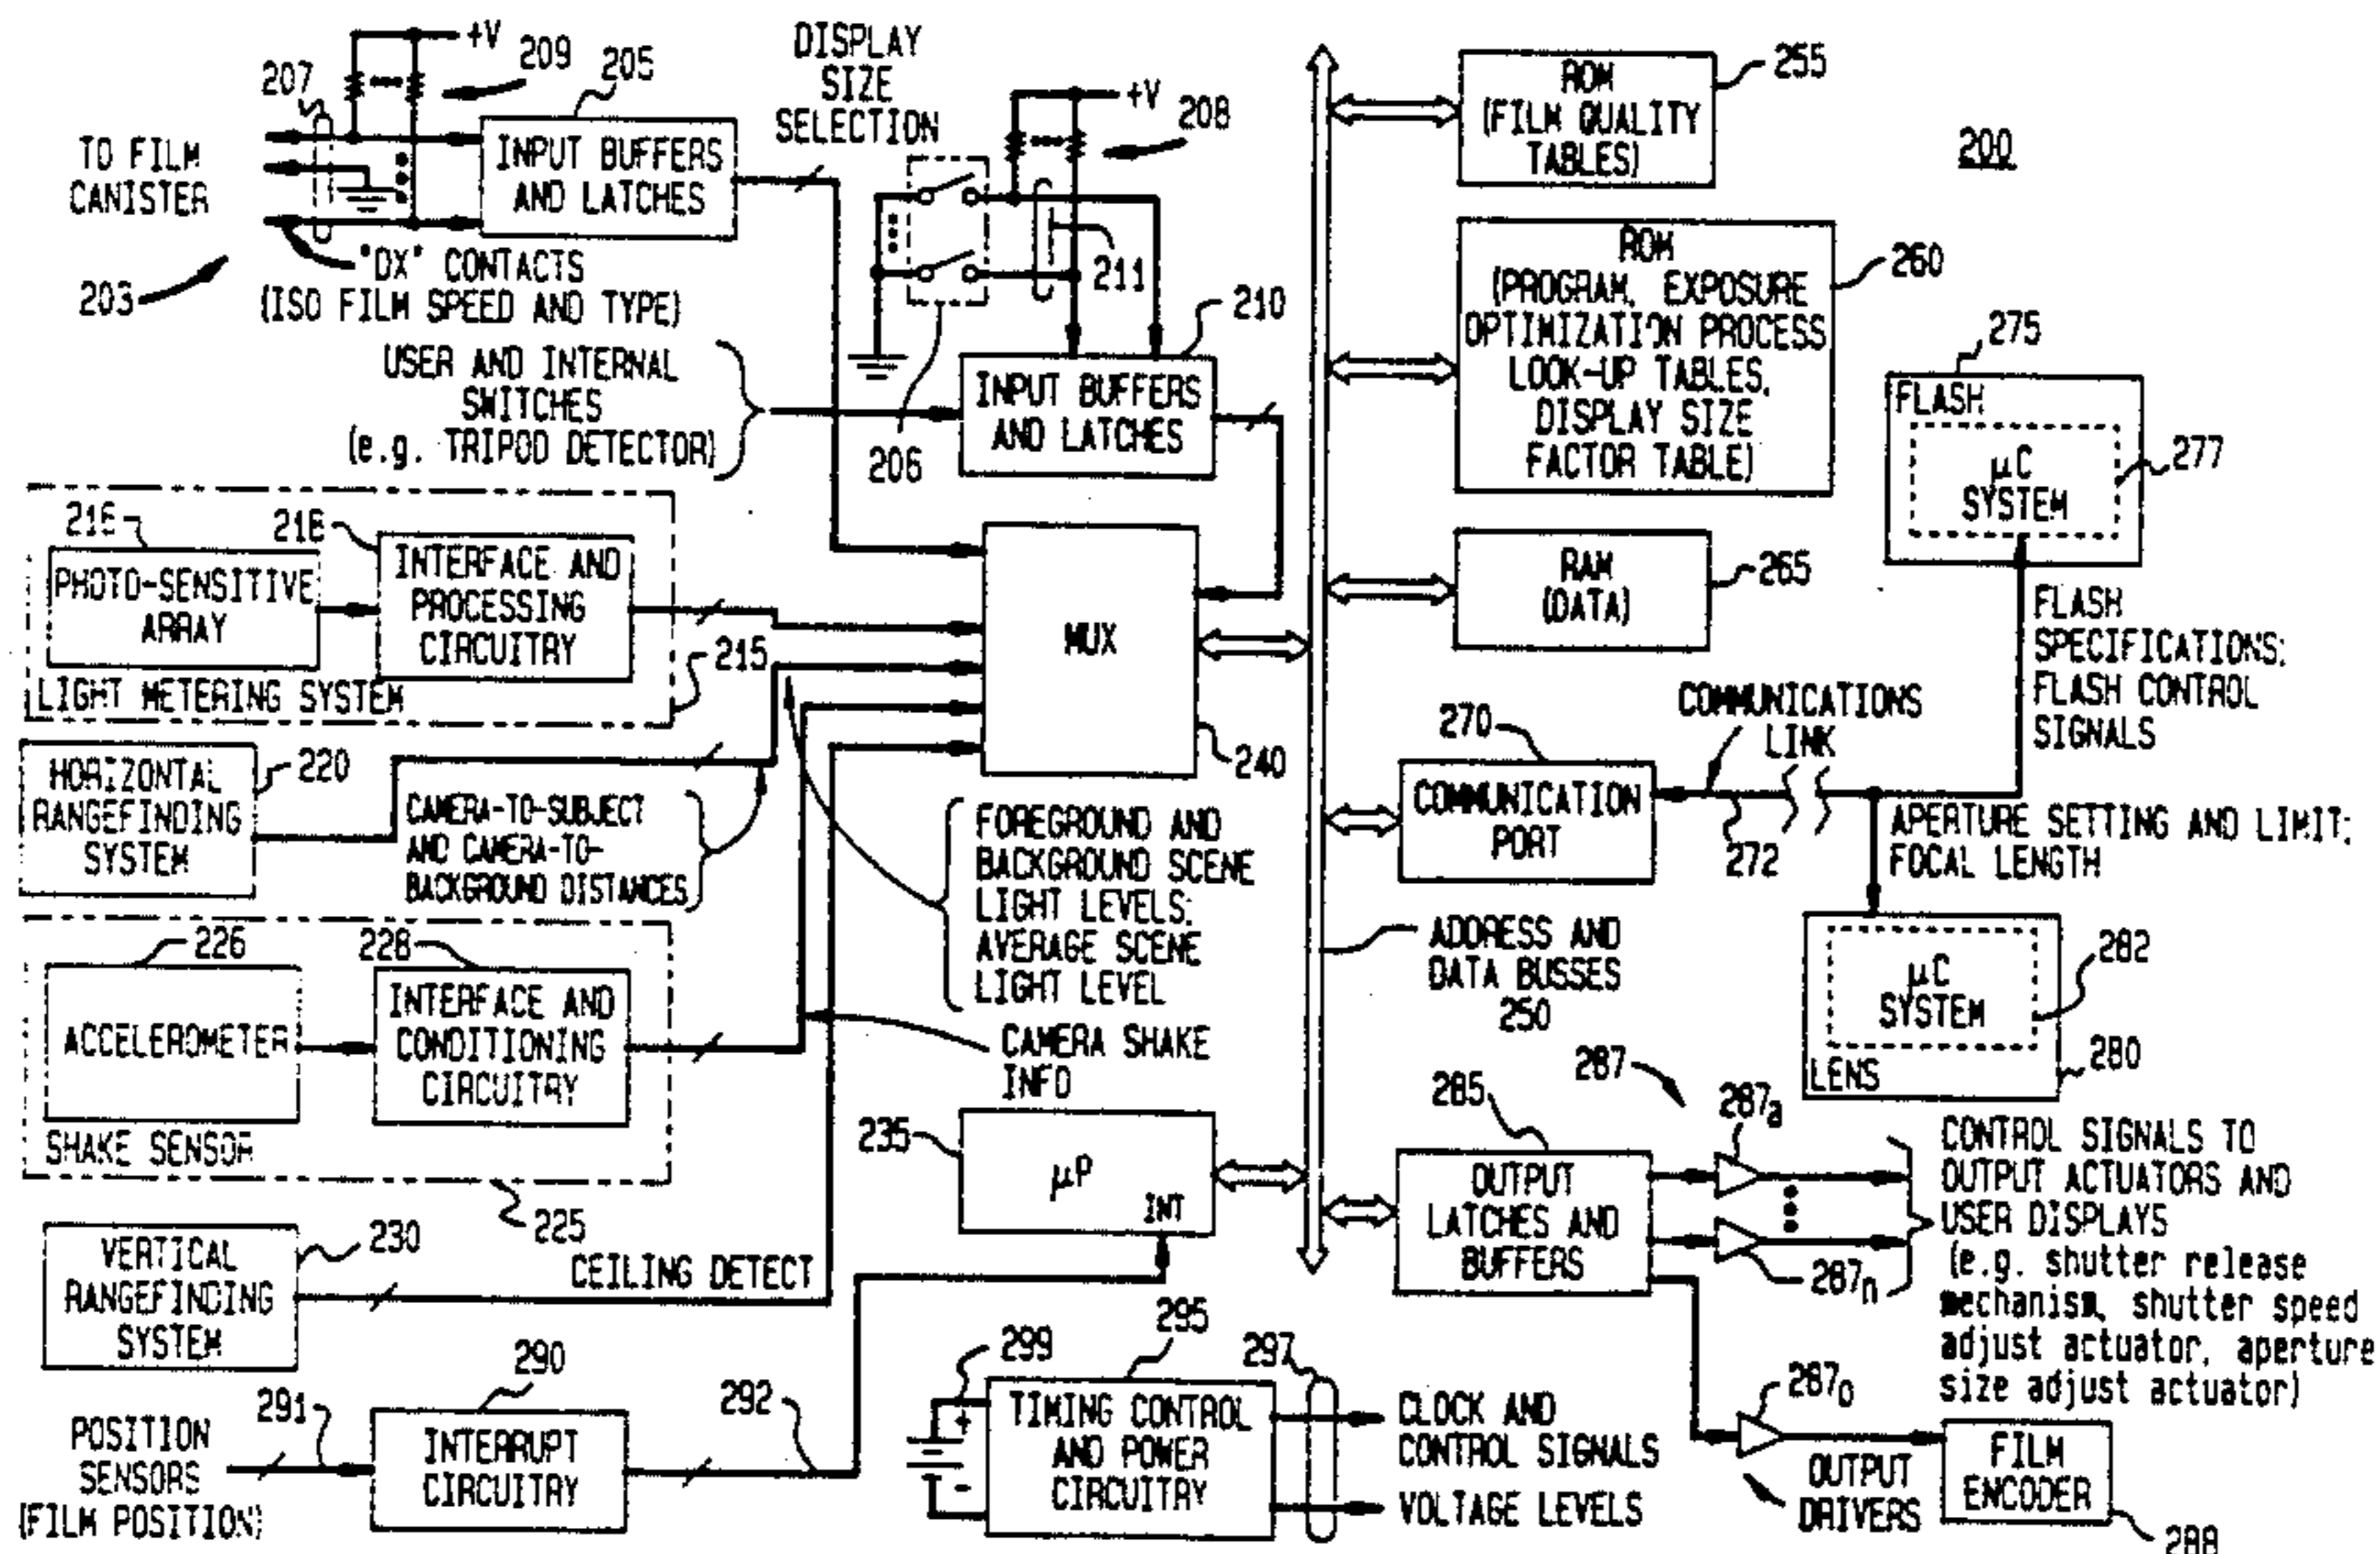 +V
209
205
207
TO FILM
CANISTER
INPUT BUFFERS
AND LATCHES
203
"DX" CONTACTS
(ISO FILM SPEED AND TYPE)
DISPLAY
SIZE
SELECTION
+V
208
211
206
USER AND INTERNAL
SWITCHES
(e.g. TRIPOD DETECTOR)
210
INPUT BUFFERS
AND LATCHES
ROM
(FILM QUALITY
TABLES)
255
200
ROM
(PROGRAM, EXPOSURE
OPTIMIZATION PROCESS
LOOK-UP TABLES,
DISPLAY SIZE
FACTOR TABLE)
260
275
FLASH
µC
SYSTEM
277
216
PHOTO-SENSITIVE
ARRAY
218
INTERFACE AND
PROCESSING
CIRCUITRY
LIGHT METERING SYSTEM
215
MUX
240
RAM
(DATA)
265
FLASH
SPECIFICATIONS;
FLASH CONTROL
SIGNALS
HORIZONTAL
RANGEFINDING
SYSTEM
220
CAMERA-TO-SUBJECT
AND CAMERA-TO-
BACKGROUND DISTANCES
FOREGROUND AND
BACKGROUND SCENE
LIGHT LEVELS;
AVERAGE SCENE
LIGHT LEVEL
270
COMMUNICATION
PORT
COMMUNICATIONS
LINK
272
APERTURE SETTING AND LIMIT;
FOCAL LENGTH
226
ACCELEROMETER
228
INTERFACE AND
CONDITIONING
CIRCUITRY
SHAKE SENSOR
225
CAMERA SHAKE
INFO
ADDRESS AND
DATA BUSSES
250
µC
SYSTEM
282
LENS
280
235
µP
INT
285
OUTPUT
LATCHES AND
BUFFERS
287
287a
287n
CONTROL SIGNALS TO
OUTPUT ACTUATORS AND
USER DISPLAYS
(e.g. shutter release
mechanism, shutter speed
adjust actuator, aperture
size adjust actuator)
VERTICAL
RANGEFINDING
SYSTEM
230
CEILING DETECT
POSITION
SENSORS
(FILM POSITION)
291
290
INTERRUPT
CIRCUITRY
292
299
+
-
295
TIMING CONTROL
AND POWER
CIRCUITRY
297
CLOCK AND
CONTROL SIGNALS
VOLTAGE LEVELS
287o
OUTPUT
DRIVERS
FILM
ENCODER
288